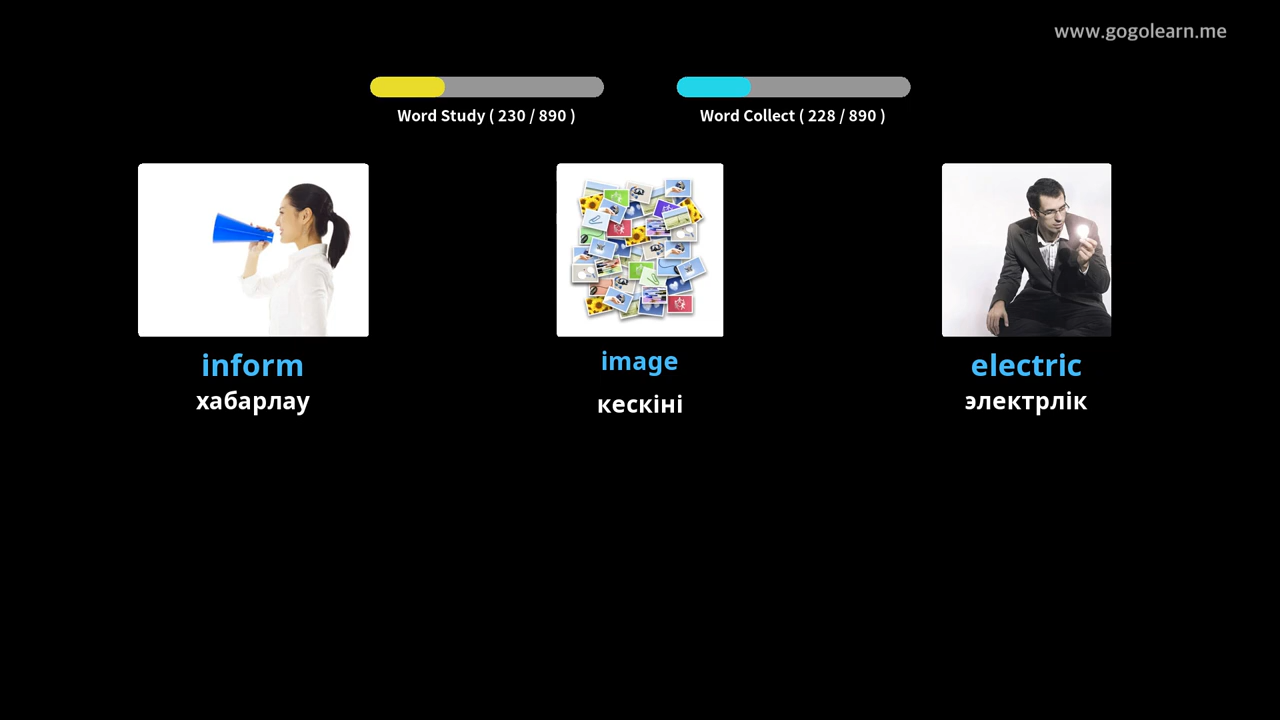 www.gogolearn.me
Word Study ( 230 / 890 )
Word Collect ( 228 / 890 )
inform
хабарлау
image
кескіні
electric
электрлік